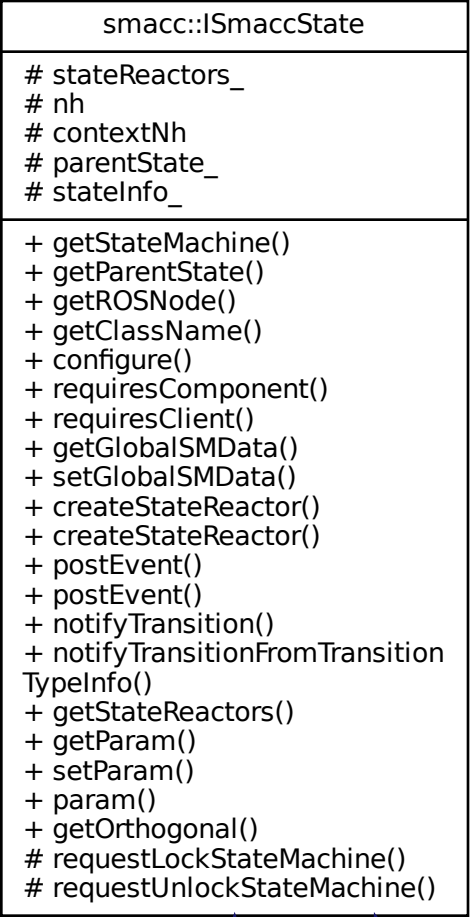 smacc::ISmaccState
# stateReactors_
# nh
# contextNh
# parentState_
# stateInfo_
+ getStateMachine()
+ getParentState()
+ getROSNode()
+ getClassName()
+ configure()
+ requiresComponent()
+ requiresClient()
+ getGlobalSMData()
+ setGlobalSMData()
+ createStateReactor()
+ createStateReactor()
+ postEvent()
+ postEvent()
+ notifyTransition()
+ notifyTransitionFromTransition
TypeInfo()
+ getStateReactors()
+ getParam()
+ setParam()
+ param()
+ getOrthogonal()
# requestLockStateMachine()
# requestUnlockStateMachine()